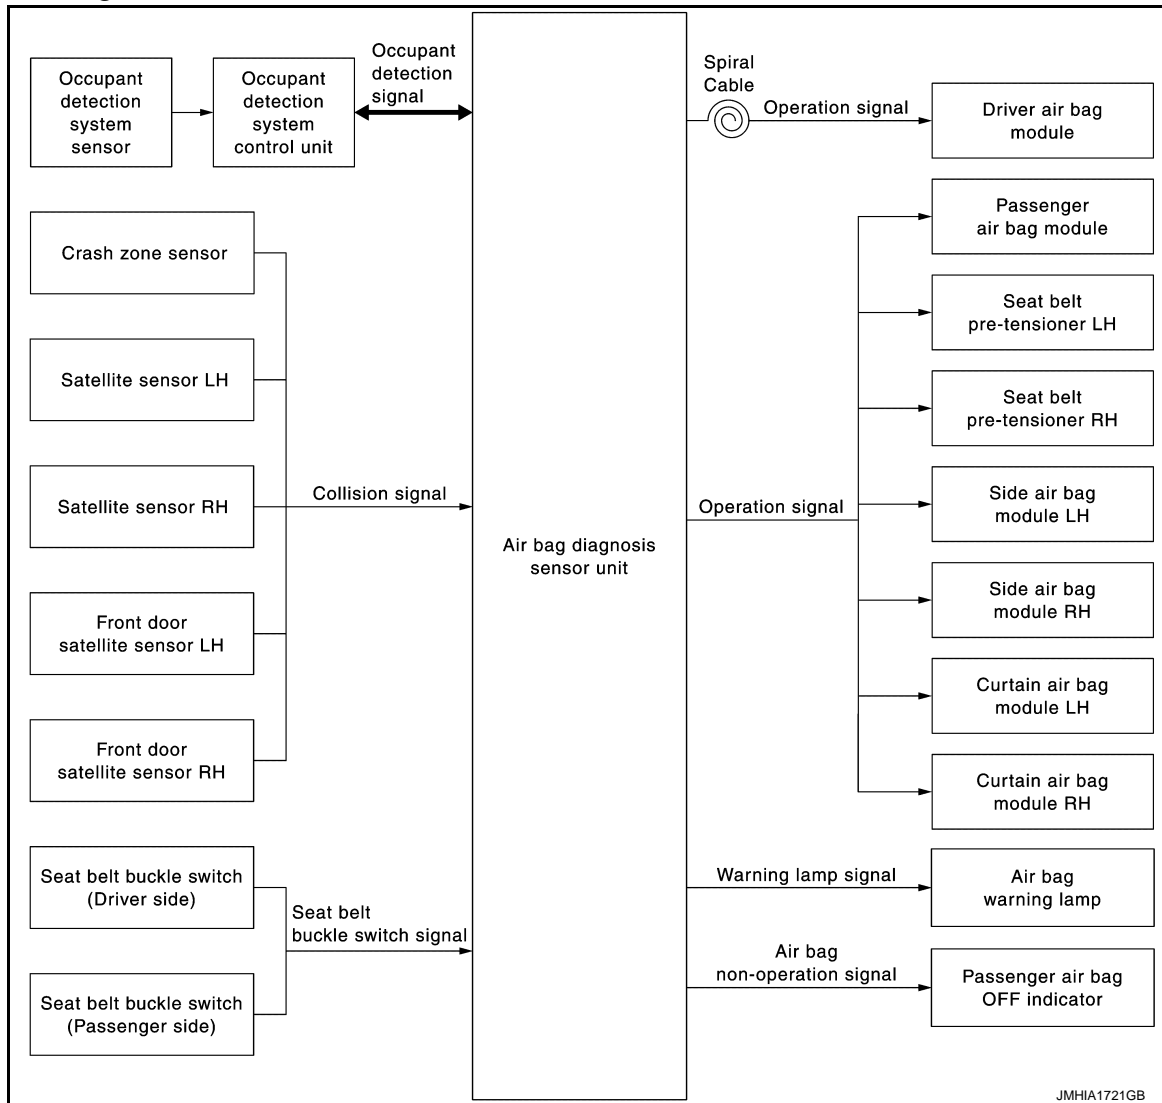 Occupant
detection
system
sensor
Occupant
detection
system
control unit
Occupant
detection
signal
Crash zone sensor
Satellite sensor LH
Satellite sensor RH
Front door
satellite sensor LH
Front door
satellite sensor RH
Collision signal
Seat belt buckle switch
(Driver side)
Seat belt buckle switch
(Passenger side)
Seat belt
buckle switch signal
Air bag diagnosis
sensor unit
Spiral
Cable
Operation signal
Driver air bag
module
Operation signal
Passenger
air bag module
Seat belt
pre-tensioner LH
Seat belt
pre-tensioner RH
Side air bag
module LH
Side air bag
module RH
Curtain air bag
module LH
Curtain air bag
module RH
Warning lamp signal
Air bag
warning lamp
Air bag
non-operation signal
Passenger air bag
OFF indicator
JMHIA1721GB